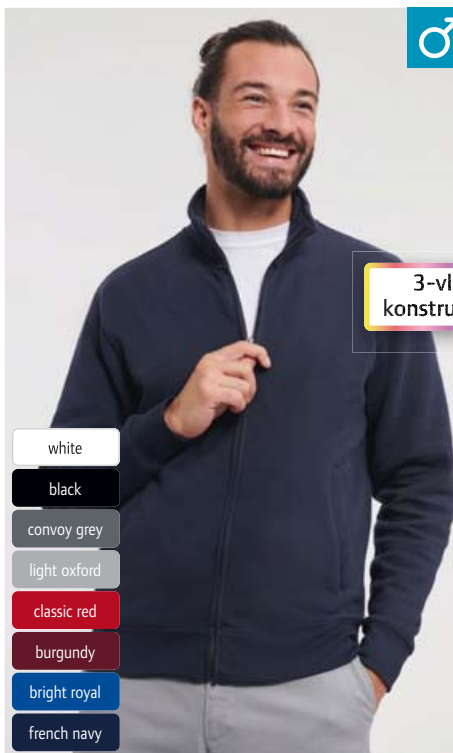 3-vl
konstru
white
black
convoy grey
light oxford
classic red
burgundy
bright royal
french navy